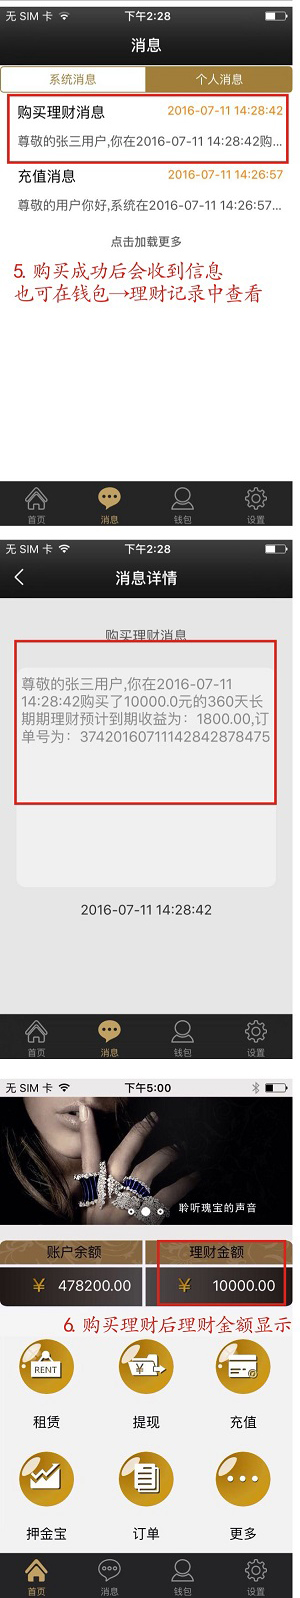 无 SIM 卡 下午2:28
消息
系统消息 个人消息
购买理财消息 2016-07-11 14:28:42
尊敬的张三用户,你在2016-07-11 14:28:42购...
充值消息 2016-07-11 14:26:57
尊敬的用户你好,系统在2016-07-11 14:26:57...
点击加载更多
5. 购买成功后会收到信息
也可在钱包→理财记录中查看
首页 消息 钱包 设置
无 SIM 卡 下午2:28
消息详情
购买理财消息
尊敬的张三用户,你在2016-07-11
14:28:42购买了10000.0元的360天长
期期理财预计到期收益为：1800.00,订
单号为：37420160711142842878475
2016-07-11 14:28:42
首页 消息 钱包 设置
无 SIM 卡 下午5:00
聆听瑰宝的声音
账户余额 理财金额
￥ 478200.00 ￥ 10000.00
6. 购买理财后理财金额显示
RENT ￥
租赁 提现 充值
押金宝 订单 更多
首页 消息 钱包 设置